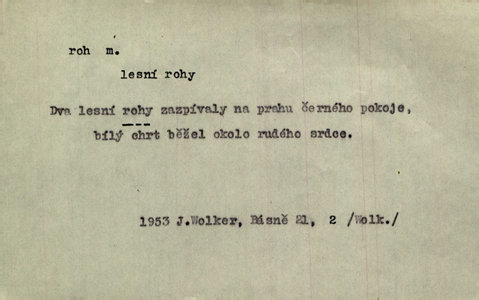 roh m.
lesní rohy
Dva lesní rohy zazpívaly na prahu černého pokoje,
bílý chrt běžel okolo rudého srdce.
1953 J.Wolker, Básně 21, 2 /Wolk./